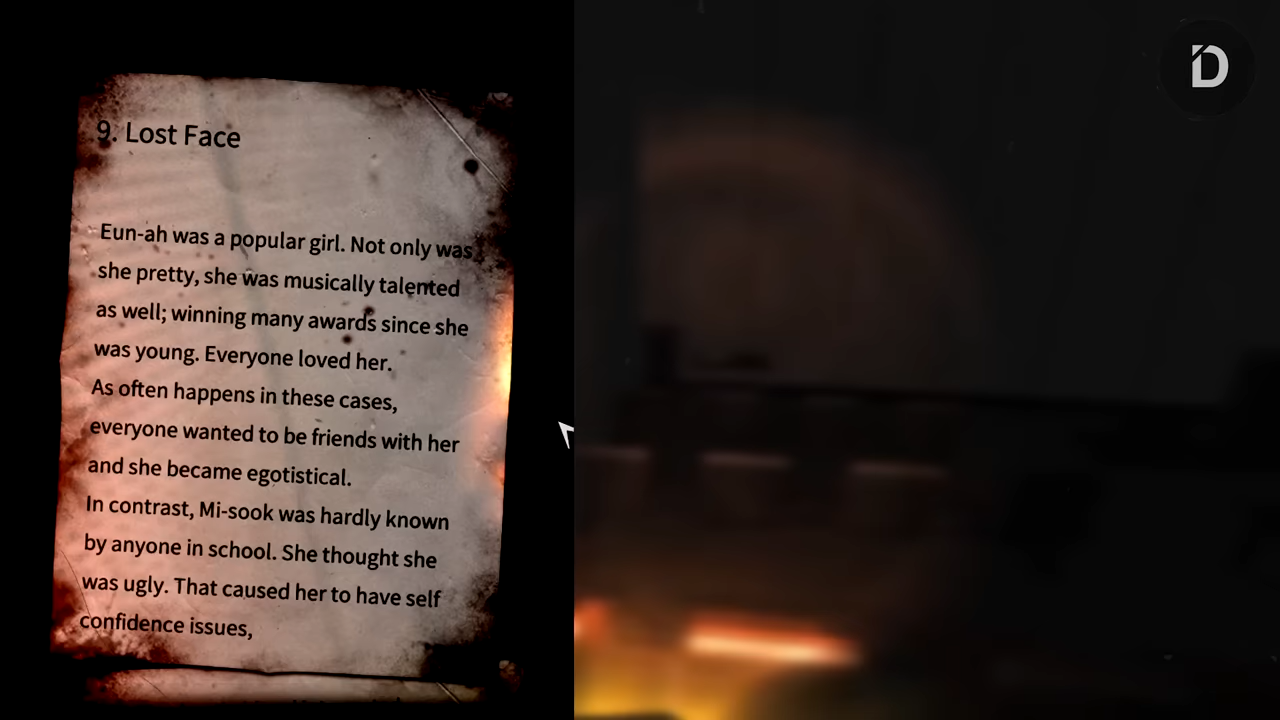 9. Lost Face
Eun-ah was a popular girl. Not only was
she pretty, she was musically talented
as well; winning many awards since she
was young. Everyone loved her.
As often happens in these cases,
everyone wanted to be friends with her
and she became egotistical.
In contrast, Mi-sook was hardly known
by anyone in school. She thought she
was ugly. That caused her to have self
confidence issues,
D